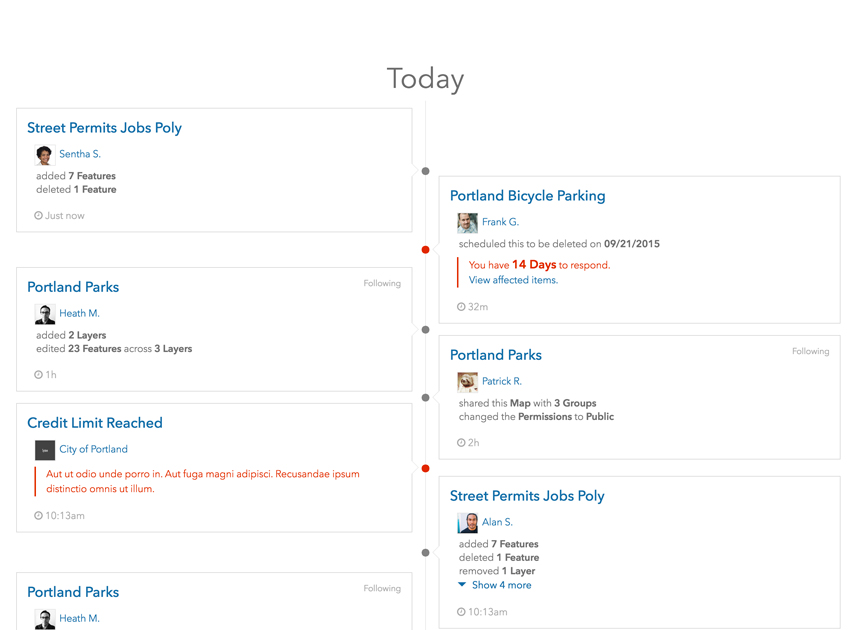 Today
Street Permits Jobs Poly
Sentha S.
added 7 Features
deleted 1 Feature
Just now
Portland Bicycle Parking
Frank G.
scheduled this to be deleted on 09/21/2015
You have 14 Days to respond.
View affected items.
32m
Portland Parks
Following
Heath M.
added 2 Layers
edited 23 Features across 3 Layers
1h
Portland Parks
Following
Patrick R.
shared this Map with 3 Groups
changed the Permissions to Public
2h
Credit Limit Reached
City of Portland
Aut ut odio unde porro in. Aut fuga magni adipisci. Recusandae ipsum
distinctio omnis ut illum.
10:13am
Street Permits Jobs Poly
Alan S.
added 7 Features
deleted 1 Feature
removed 1 Layer
Show 4 more
10:13am
Portland Parks
Following
Heath M.